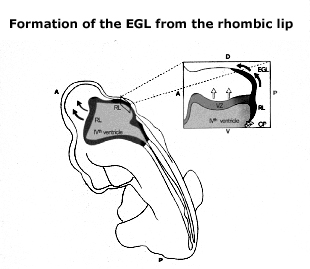 Formation of the EGL from the rhombic lip
D
EGL
A
P
A
RL
VZ
RL
RL
IVth ventricle
IVth ventricle
CP
V
P